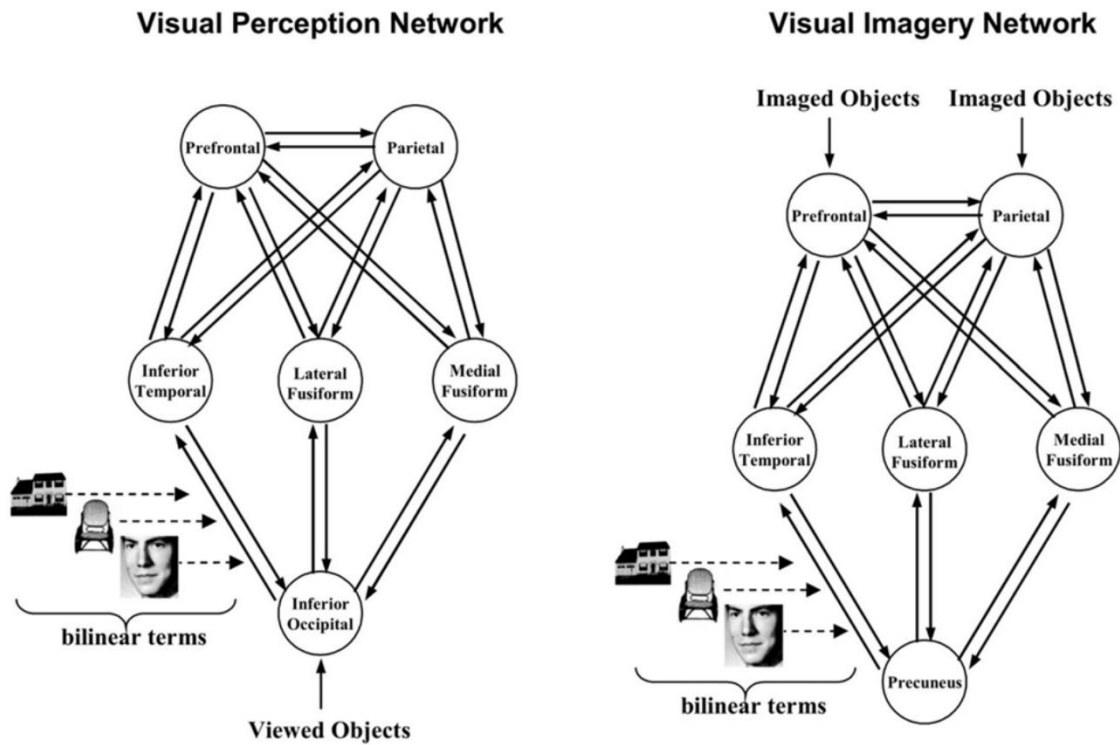 Visual Perception Network
Prefrontal
Parietal
Inferior
Temporal
Lateral
Fusiform
Medial
Fusiform
bilinear terms
Inferior
Occipital
Viewed Objects
Visual Imagery Network
Imaged Objects
Imaged Objects
Prefrontal
Parietal
Inferior
Temporal
Lateral
Fusiform
Medial
Fusiform
bilinear terms
Precuneus